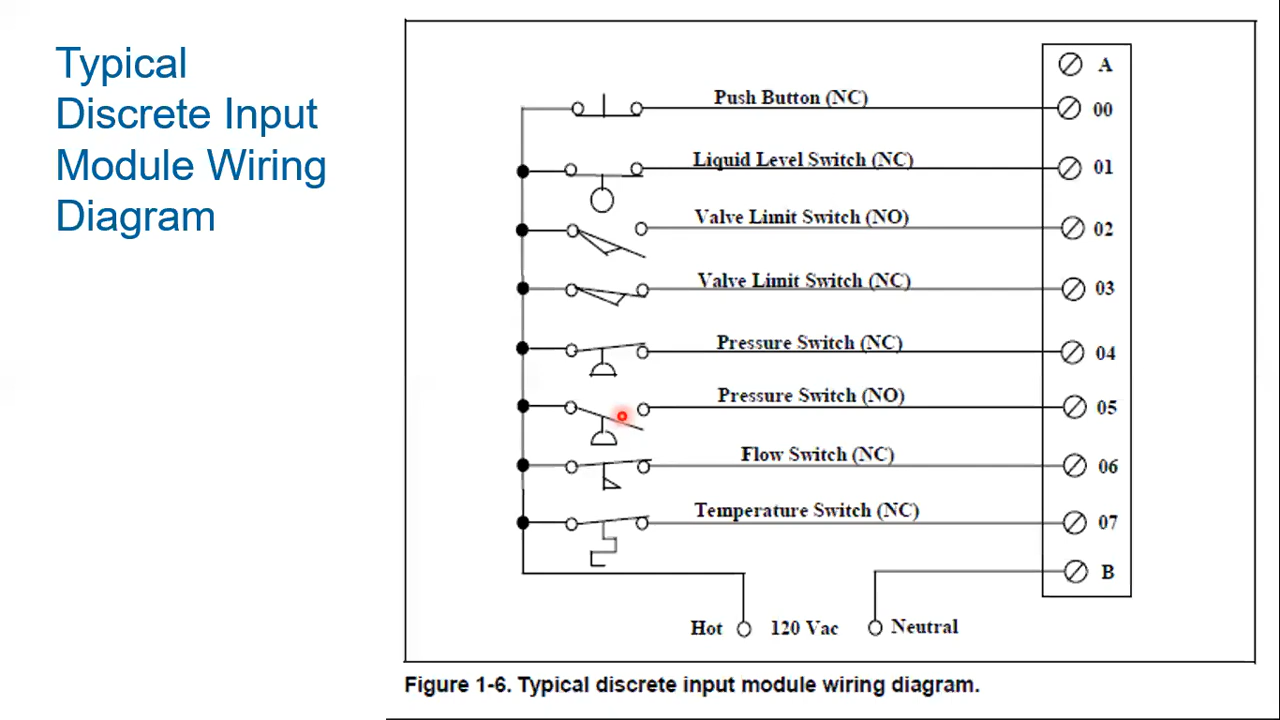 Typical
Discrete Input
Module Wiring
Diagram
A
Push Button (NC)
00
Liquid Level Switch (NC)
01
Valve Limit Switch (NO)
02
Valve Limit Switch (NC)
03
Pressure Switch (NC)
04
Pressure Switch (NO)
05
Flow Switch (NC)
06
Temperature Switch (NC)
07
B
Hot 120 Vac Neutral
Figure 1-6. Typical discrete input module wiring diagram.